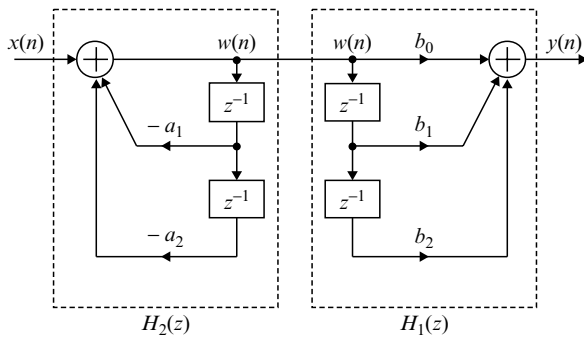 x(n) w(n) w(n) b₀ y(n)
z⁻¹ z⁻¹
− a₁ b₁
z⁻¹ z⁻¹
− a₂ b₂
H₂(z) H₁(z)